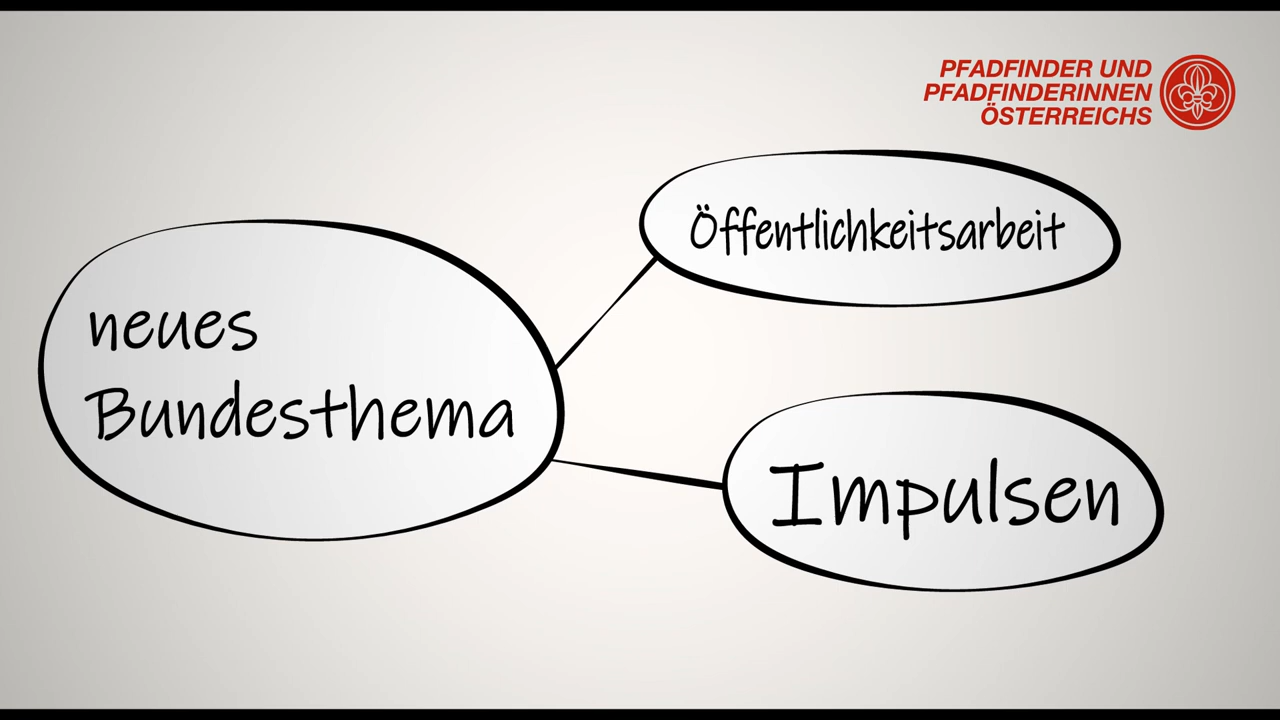 PFADFINDER UND
PFADFINDERINNEN
ÖSTERREICHS
neues
Bundesthema
Öffentlichkeitsarbeit
Impulsen